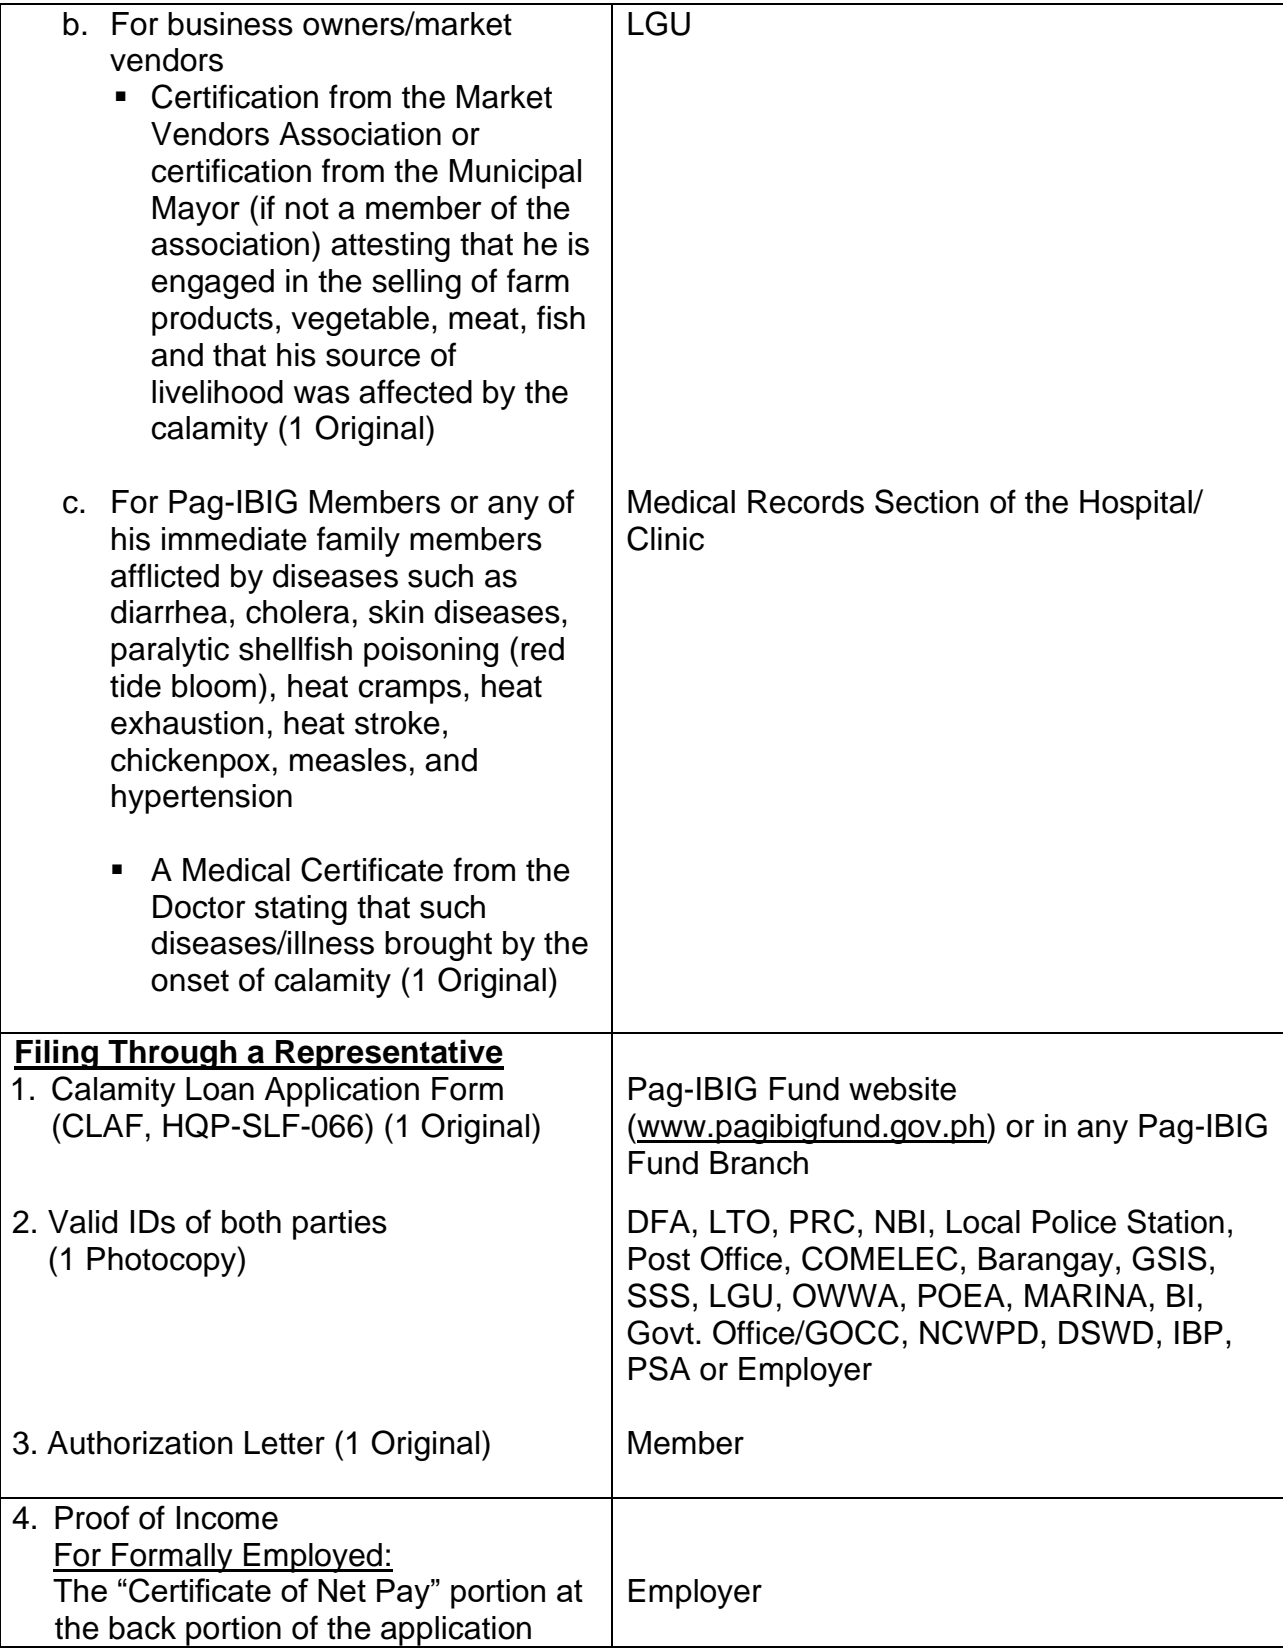 b. For business owners/market
vendors
▪ Certification from the Market
Vendors Association or
certification from the Municipal
Mayor (if not a member of the
association) attesting that he is
engaged in the selling of farm
products, vegetable, meat, fish
and that his source of
livelihood was affected by the
calamity (1 Original)
LGU
c. For Pag-IBIG Members or any of
his immediate family members
afflicted by diseases such as
diarrhea, cholera, skin diseases,
paralytic shellfish poisoning (red
tide bloom), heat cramps, heat
exhaustion, heat stroke,
chickenpox, measles, and
hypertension
▪ A Medical Certificate from the
Doctor stating that such
diseases/illness brought by the
onset of calamity (1 Original)
Medical Records Section of the Hospital/
Clinic
Filing Through a Representative
1. Calamity Loan Application Form
(CLAF, HQP-SLF-066) (1 Original)
Pag-IBIG Fund website
(www.pagibigfund.gov.ph) or in any Pag-IBIG
Fund Branch
2. Valid IDs of both parties
(1 Photocopy)
DFA, LTO, PRC, NBI, Local Police Station,
Post Office, COMELEC, Barangay, GSIS,
SSS, LGU, OWWA, POEA, MARINA, BI,
Govt. Office/GOCC, NCWPD, DSWD, IBP,
PSA or Employer
3. Authorization Letter (1 Original)
Member
4. Proof of Income
For Formally Employed:
The “Certificate of Net Pay” portion at
the back portion of the application
Employer